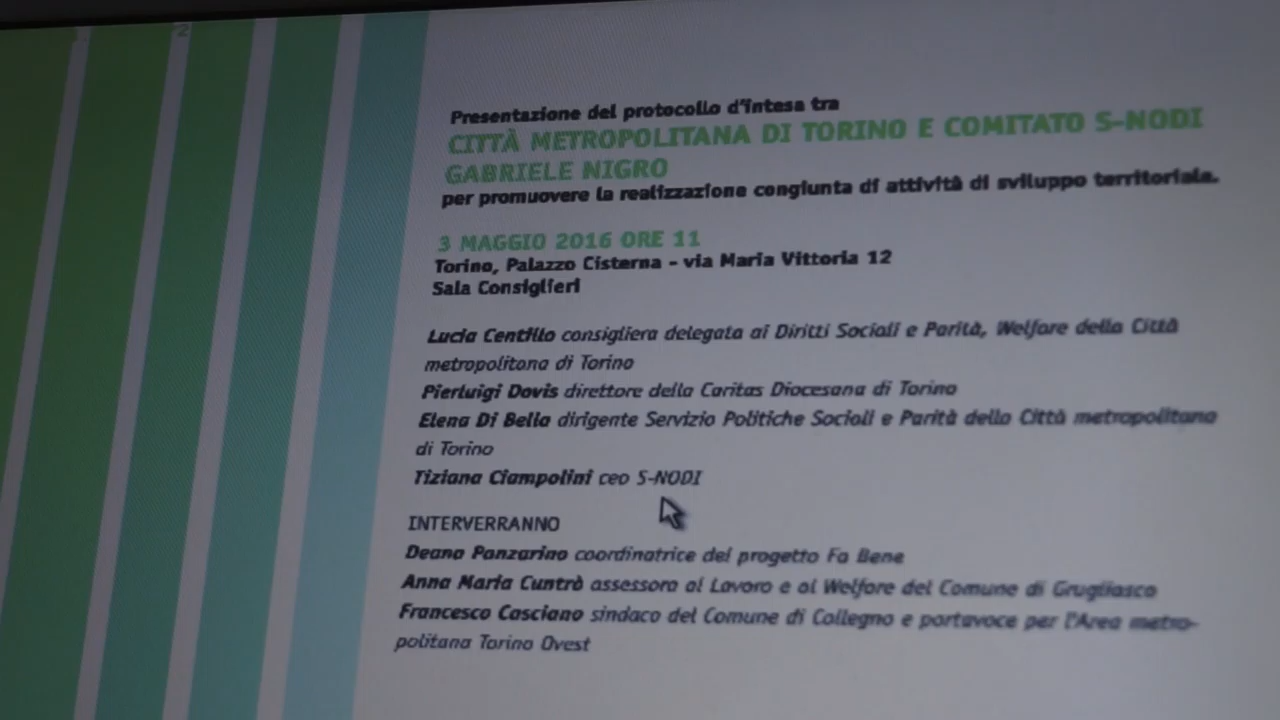 Presentazione del protocollo d'intesa tra
CITTÀ METROPOLITANA DI TORINO E COMITATO S-NODI
GABRIELE NIGRO
per promuovere la realizzazione congiunta di attività di sviluppo territoriale.
3 MAGGIO 2016 ORE 11
Torino, Palazzo Cisterna - via Maria Vittoria 12
Sala Consiglieri
Lucia Centillo consigliera delegata ai Diritti Sociali e Parità, Welfare della Città
metropolitana di Torino
Pierluigi Dovis direttore della Caritas Diocesana di Torino
Elena Di Bella dirigente Servizio Politiche Sociali e Parità della Città metropolitana
di Torino
Tiziana Ciampolini ceo S-NODI
INTERVERRANNO
Deana Panzarino coordinatrice del progetto Fa Bene
Anna Maria Cuntrò assessora al Lavoro e al Welfare del Comune di Grugliasco
Francesco Casciano sindaco del Comune di Collegno e portavoce per l'Area metro-
politana Torino Ovest